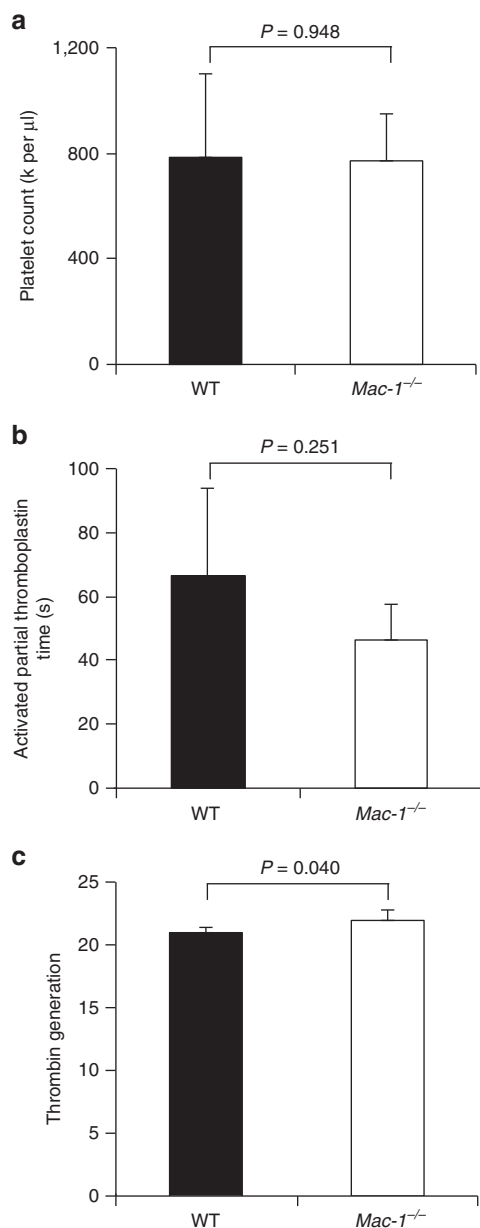 a
P = 0.948
1,200
800
400
0
Platelet count (k per µl)
WT
Mac-1⁻/⁻
b
P = 0.251
100
80
60
40
20
0
Activated partial thromboplastin
time (s)
WT
Mac-1⁻/⁻
c
P = 0.040
25
20
15
10
5
0
Thrombin generation
WT
Mac-1⁻/⁻